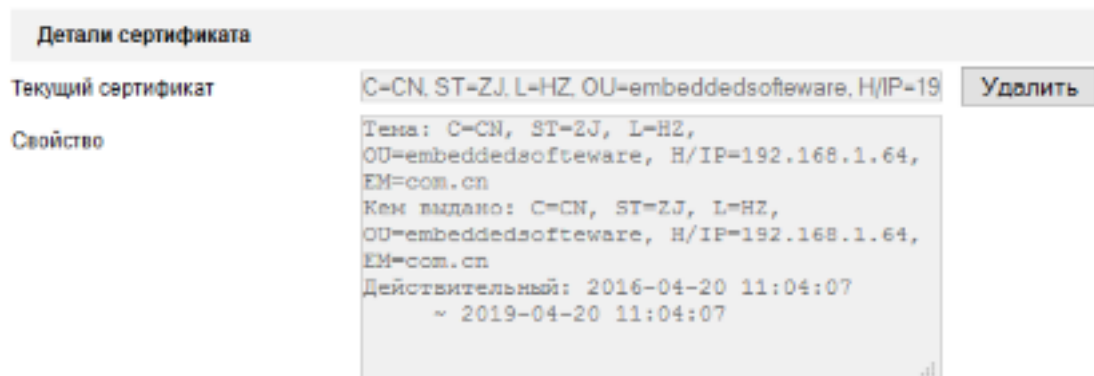 Детали сертификата
Текущий сертификат
C=CN, ST=ZJ, L=HZ, OU=embeddedsofteware, H/IP=19
Удалить
Свойство
Тема: C=CN, ST=ZJ, L=HZ,
OU=embeddedsofteware, H/IP=192.168.1.64,
EM=com.cn
Кем выдано: C=CN, ST=ZJ, L=HZ,
OU=embeddedsofteware, H/IP=192.168.1.64,
EM=com.cn
Действительный: 2016-04-20 11:04:07
~ 2019-04-20 11:04:07